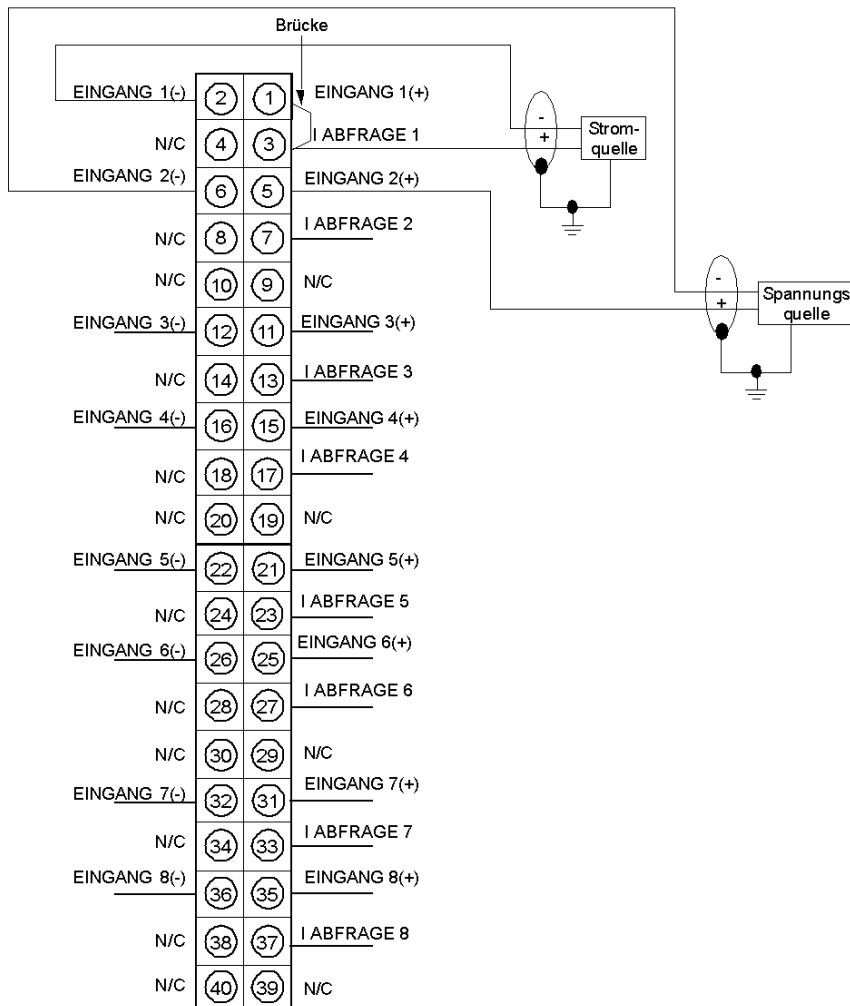 Brücke
EINGANG 1(-) 2 1 EINGANG 1(+)
N/C 4 3 I ABFRAGE 1
- +
Strom-
quelle
EINGANG 2(-) 6 5 EINGANG 2(+)
N/C 8 7 I ABFRAGE 2
N/C 10 9 N/C
- +
Spannungs
quelle
EINGANG 3(-) 12 11 EINGANG 3(+)
N/C 14 13 I ABFRAGE 3
EINGANG 4(-) 16 15 EINGANG 4(+)
N/C 18 17 I ABFRAGE 4
N/C 20 19 N/C
EINGANG 5(-) 22 21 EINGANG 5(+)
N/C 24 23 I ABFRAGE 5
EINGANG 6(-) 26 25 EINGANG 6(+)
N/C 28 27 I ABFRAGE 6
N/C 30 29 N/C
EINGANG 7(-) 32 31 EINGANG 7(+)
N/C 34 33 I ABFRAGE 7
EINGANG 8(-) 36 35 EINGANG 8(+)
N/C 38 37 I ABFRAGE 8
N/C 40 39 N/C